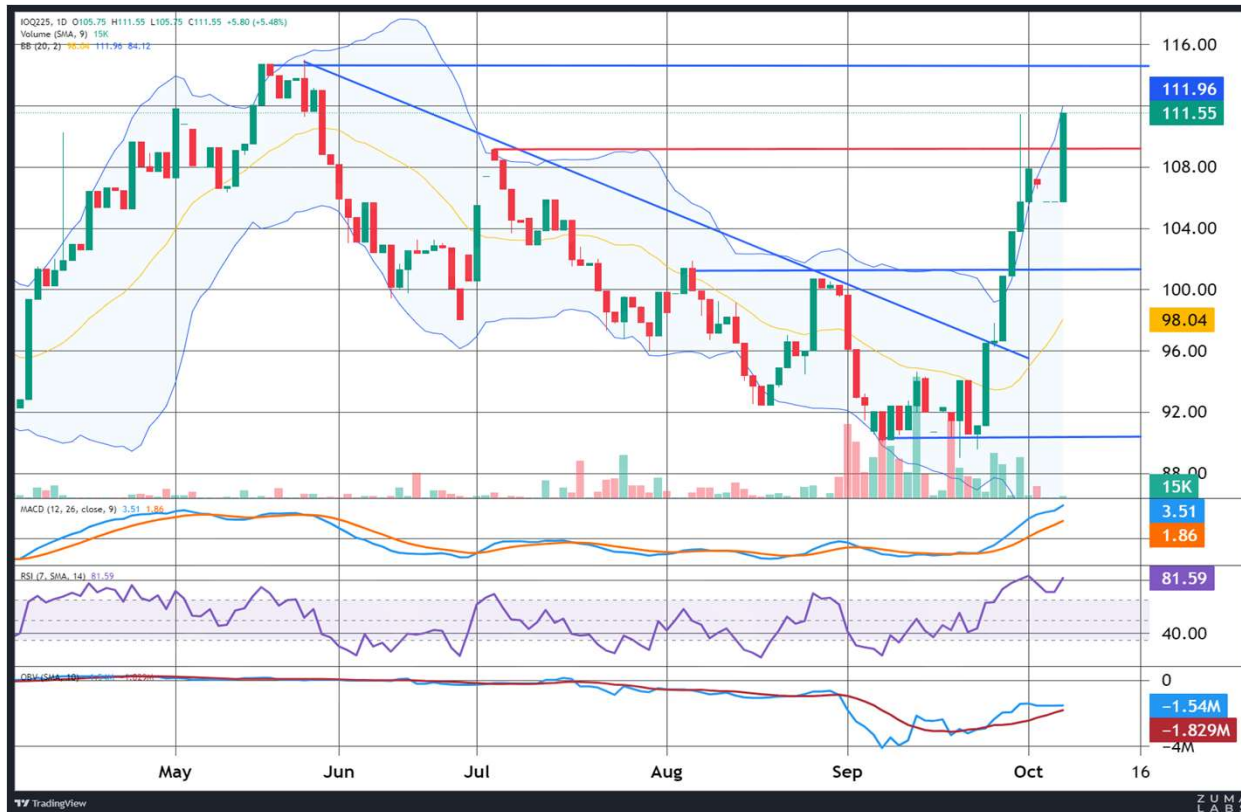 IOQ225, 1D O105.75 H111.55 L105.75 C111.55 +5.80 (+5.48%)
Volume (SMA, 9) 15K
BB (20, 2) 98.04 111.96 84.12
116.00
111.96
111.55
108.00
104.00
100.00
98.04
96.00
92.00
88.00
15K
MACD (12, 26, close, 9) 3.51 1.86
3.51
1.86
RSI (7, SMA, 14) 81.59
81.59
40.00
OBV (SMA, 10) −1.54M −1.829M
0
−1.54M
−1.829M
−4M
May Jun Jul Aug Sep Oct 16
TradingView